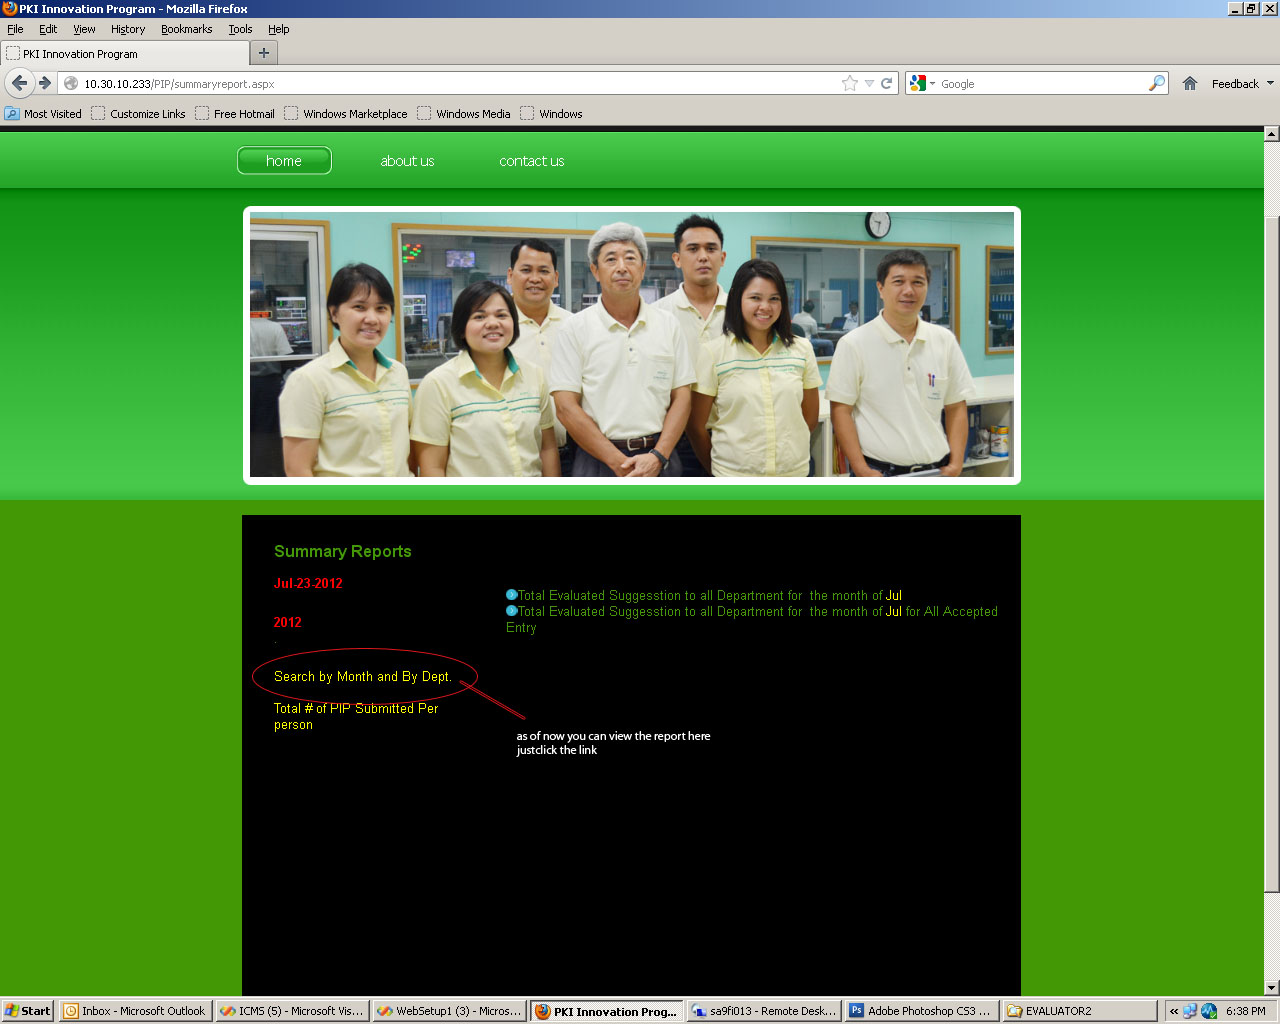 PKI Innovation Program - Mozilla Firefox
File Edit View History Bookmarks Tools Help
PKI Innovation Program
10.30.10.233/PIP/summaryreport.aspx
Google
Feedback
Most Visited Customize Links Free Hotmail Windows Marketplace Windows Media Windows
home about us contact us
Summary Reports
Jul-23-2012
2012
.
Search by Month and By Dept.
Total # of PIP Submitted Per
person
Total Evaluated Suggesstion to all Department for the month of Jul
Total Evaluated Suggesstion to all Department for the month of Jul for All Accepted
Entry
as of now you can view the report here
justclick the link
Start
Inbox - Microsoft Outlook
ICMS (5) - Microsoft Vis...
WebSetup1 (3) - Micros...
PKI Innovation Prog...
sa9fi013 - Remote Desk...
Adobe Photoshop CS3 ...
EVALUATOR2
6:38 PM